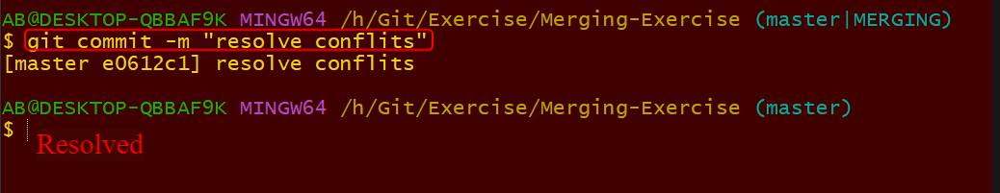 AB@DESKTOP-QBBAF9K MINGW64 /h/Git/Exercise/Merging-Exercise (master|MERGING)
$ git commit -m "resolve conflits"
[master e0612c1] resolve conflits
AB@DESKTOP-QBBAF9K MINGW64 /h/Git/Exercise/Merging-Exercise (master)
$
Resolved